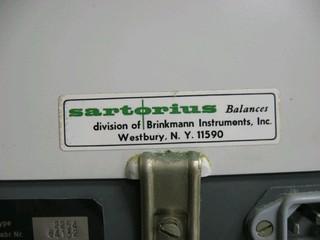 sartorius Balances
division of Brinkmann Instruments, Inc.
Westbury, N. Y. 11590